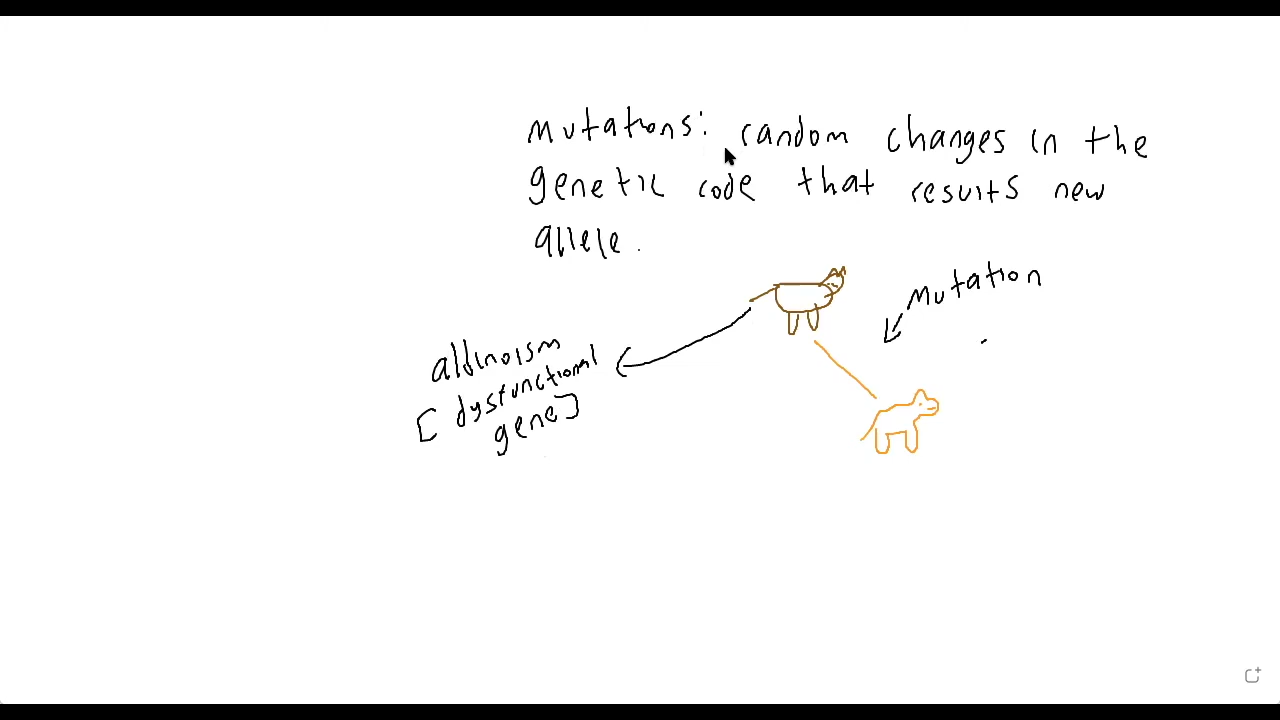 mutations: random changes in the
genetic code that results new
allele.
mutation
albinoism
[dysfunctional
gene]